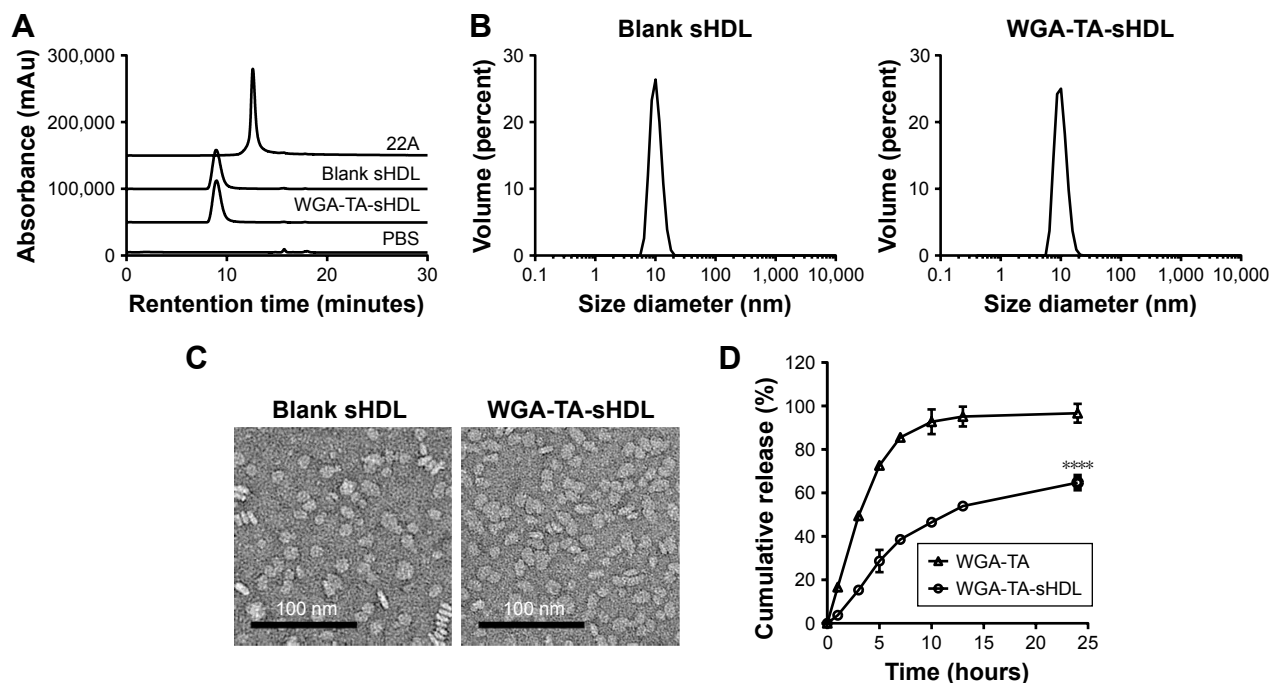 A
300,000
200,000
100,000
0
Absorbance (mAu)
22A
Blank sHDL
WGA-TA-sHDL
PBS
0 10 20 30
Rentention time (minutes)
B
Blank sHDL
30
20
10
0
Volume (percent)
0.1 1 10 100 1,000 10,000
Size diameter (nm)
WGA-TA-sHDL
30
20
10
0
Volume (percent)
0.1 1 10 100 1,000 10,000
Size diameter (nm)
C
Blank sHDL
100 nm
WGA-TA-sHDL
100 nm
D
120
100
80
60
40
20
0
Cumulative release (%)
****
WGA-TA
WGA-TA-sHDL
0 5 10 15 20 25
Time (hours)